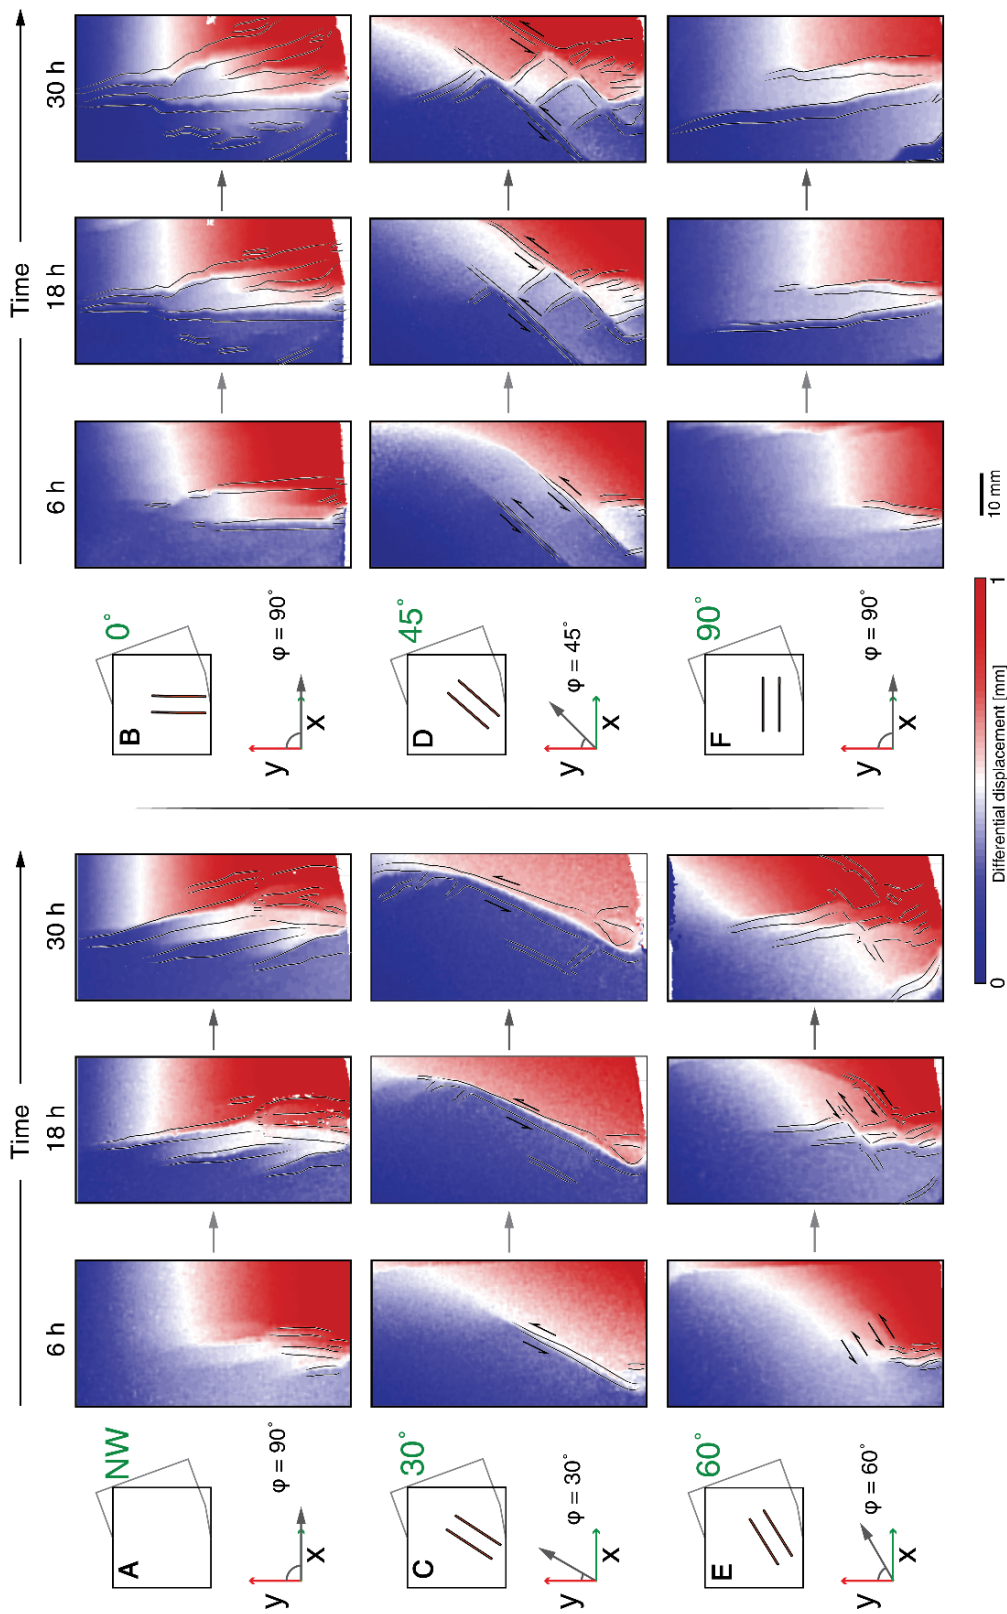 Time
6 h
18 h
30 h
A
NW
y
x
φ = 90°
C
30°
y
x
φ = 30°
E
60°
y
x
φ = 60°
Time
6 h
18 h
30 h
B
0°
y
x
φ = 90°
D
45°
y
x
φ = 45°
F
90°
y
x
φ = 90°
0
Differential displacement [mm]
1
10 mm